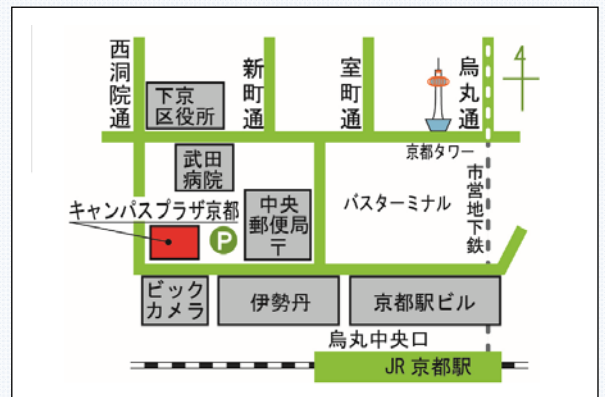 西洞院通
新町通
室町通
烏丸通
4
下京
区役所
京都タワー
武田
病院
市営地下鉄
キャンパスプラザ京都
P
中央
郵便局
〒
バスターミナル
ビック
カメラ
伊勢丹
京都駅ビル
烏丸中央口
JR京都駅